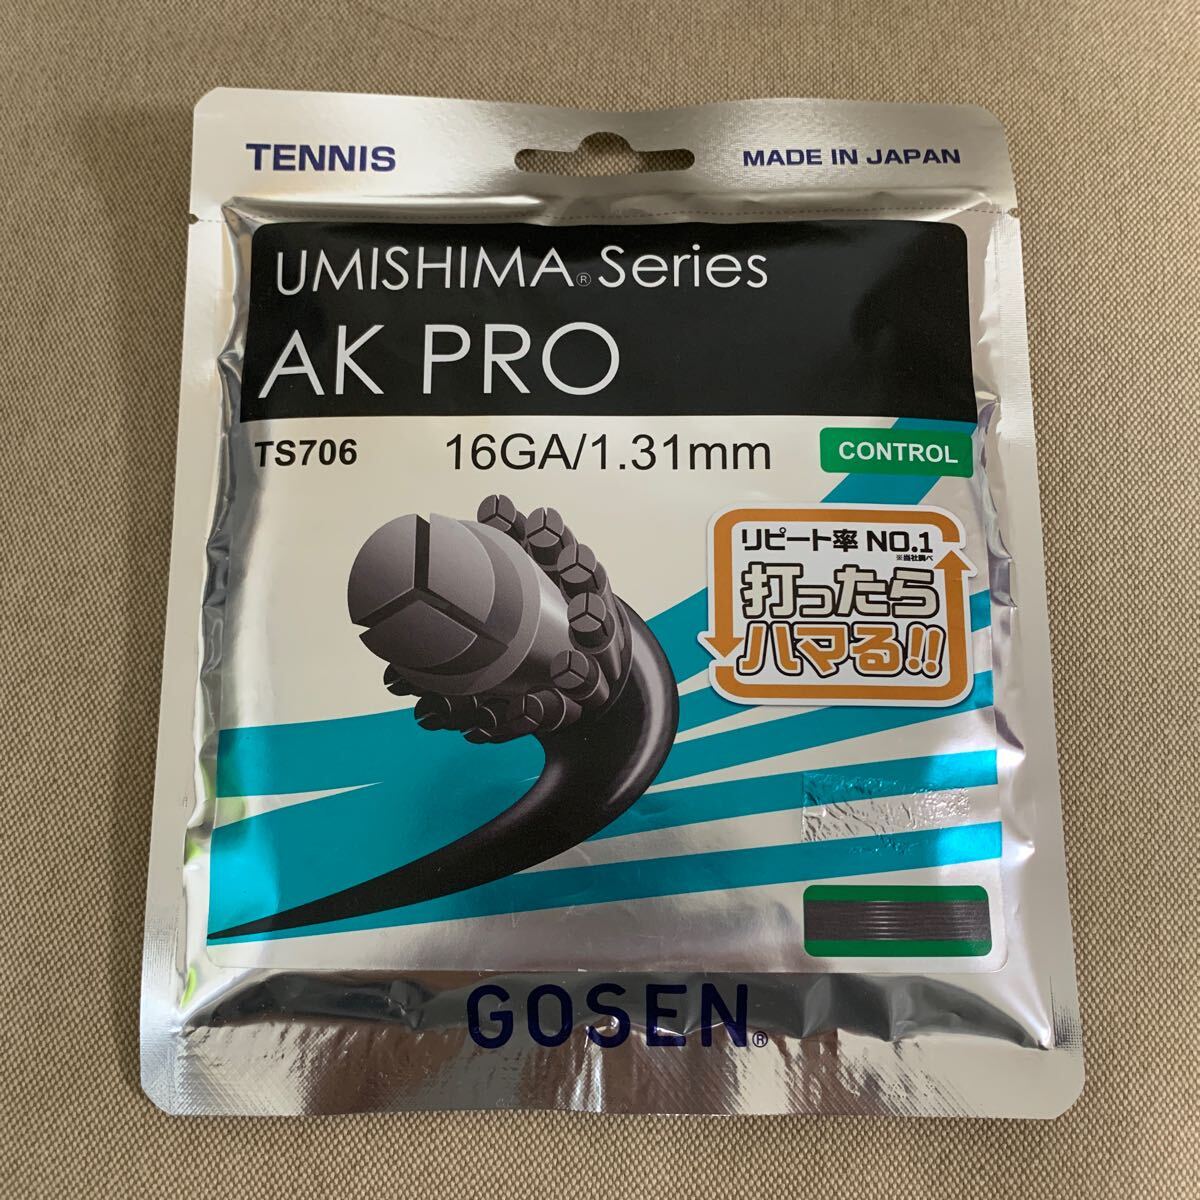 TENNIS
MADE IN JAPAN
UMISHIMA® Series
AK PRO
TS706 16GA/1.31mm CONTROL
リピート率 NO.1
※当社調べ
打ったら
ハマる!!
GOSEN®